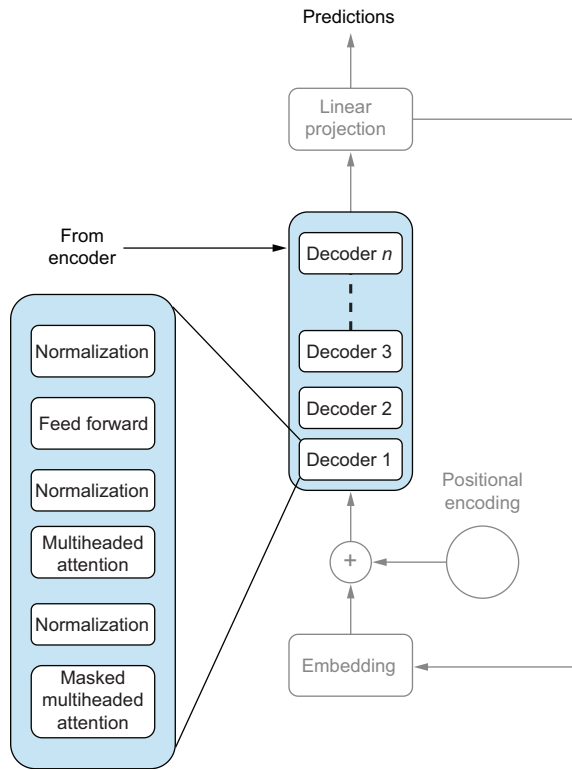 Predictions
Linear
projection
From
encoder
Decoder n
Decoder 3
Decoder 2
Decoder 1
Normalization
Feed forward
Normalization
Multiheaded
attention
Normalization
Masked
multiheaded
attention
Positional
encoding
+
Embedding